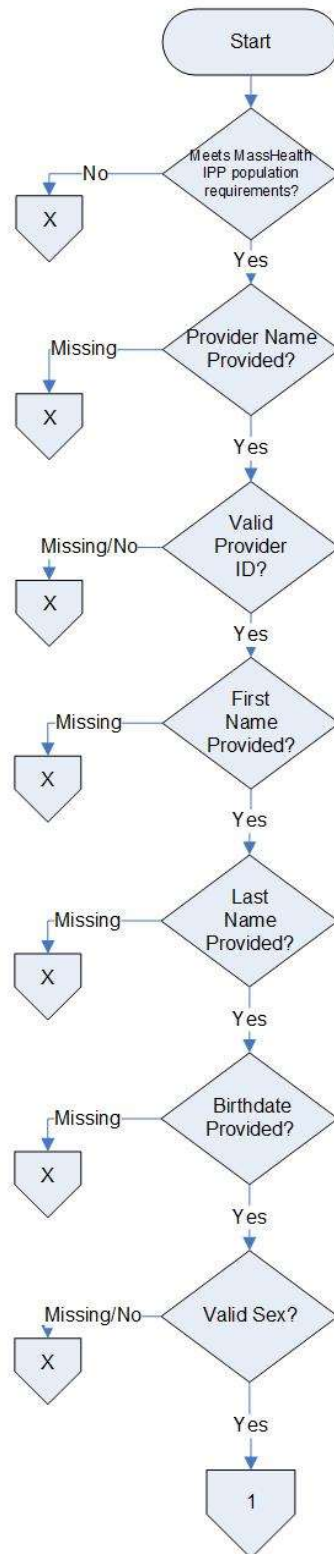 Start
Meets MassHealth
IPP population
requirements?
No
X
Yes
Provider Name
Provided?
Missing
X
Yes
Valid
Provider
ID?
Missing/No
X
Yes
First
Name
Provided?
Missing
X
Yes
Last
Name
Provided?
Missing
X
Yes
Birthdate
Provided?
Missing
X
Yes
Valid Sex?
Missing/No
X
Yes
1